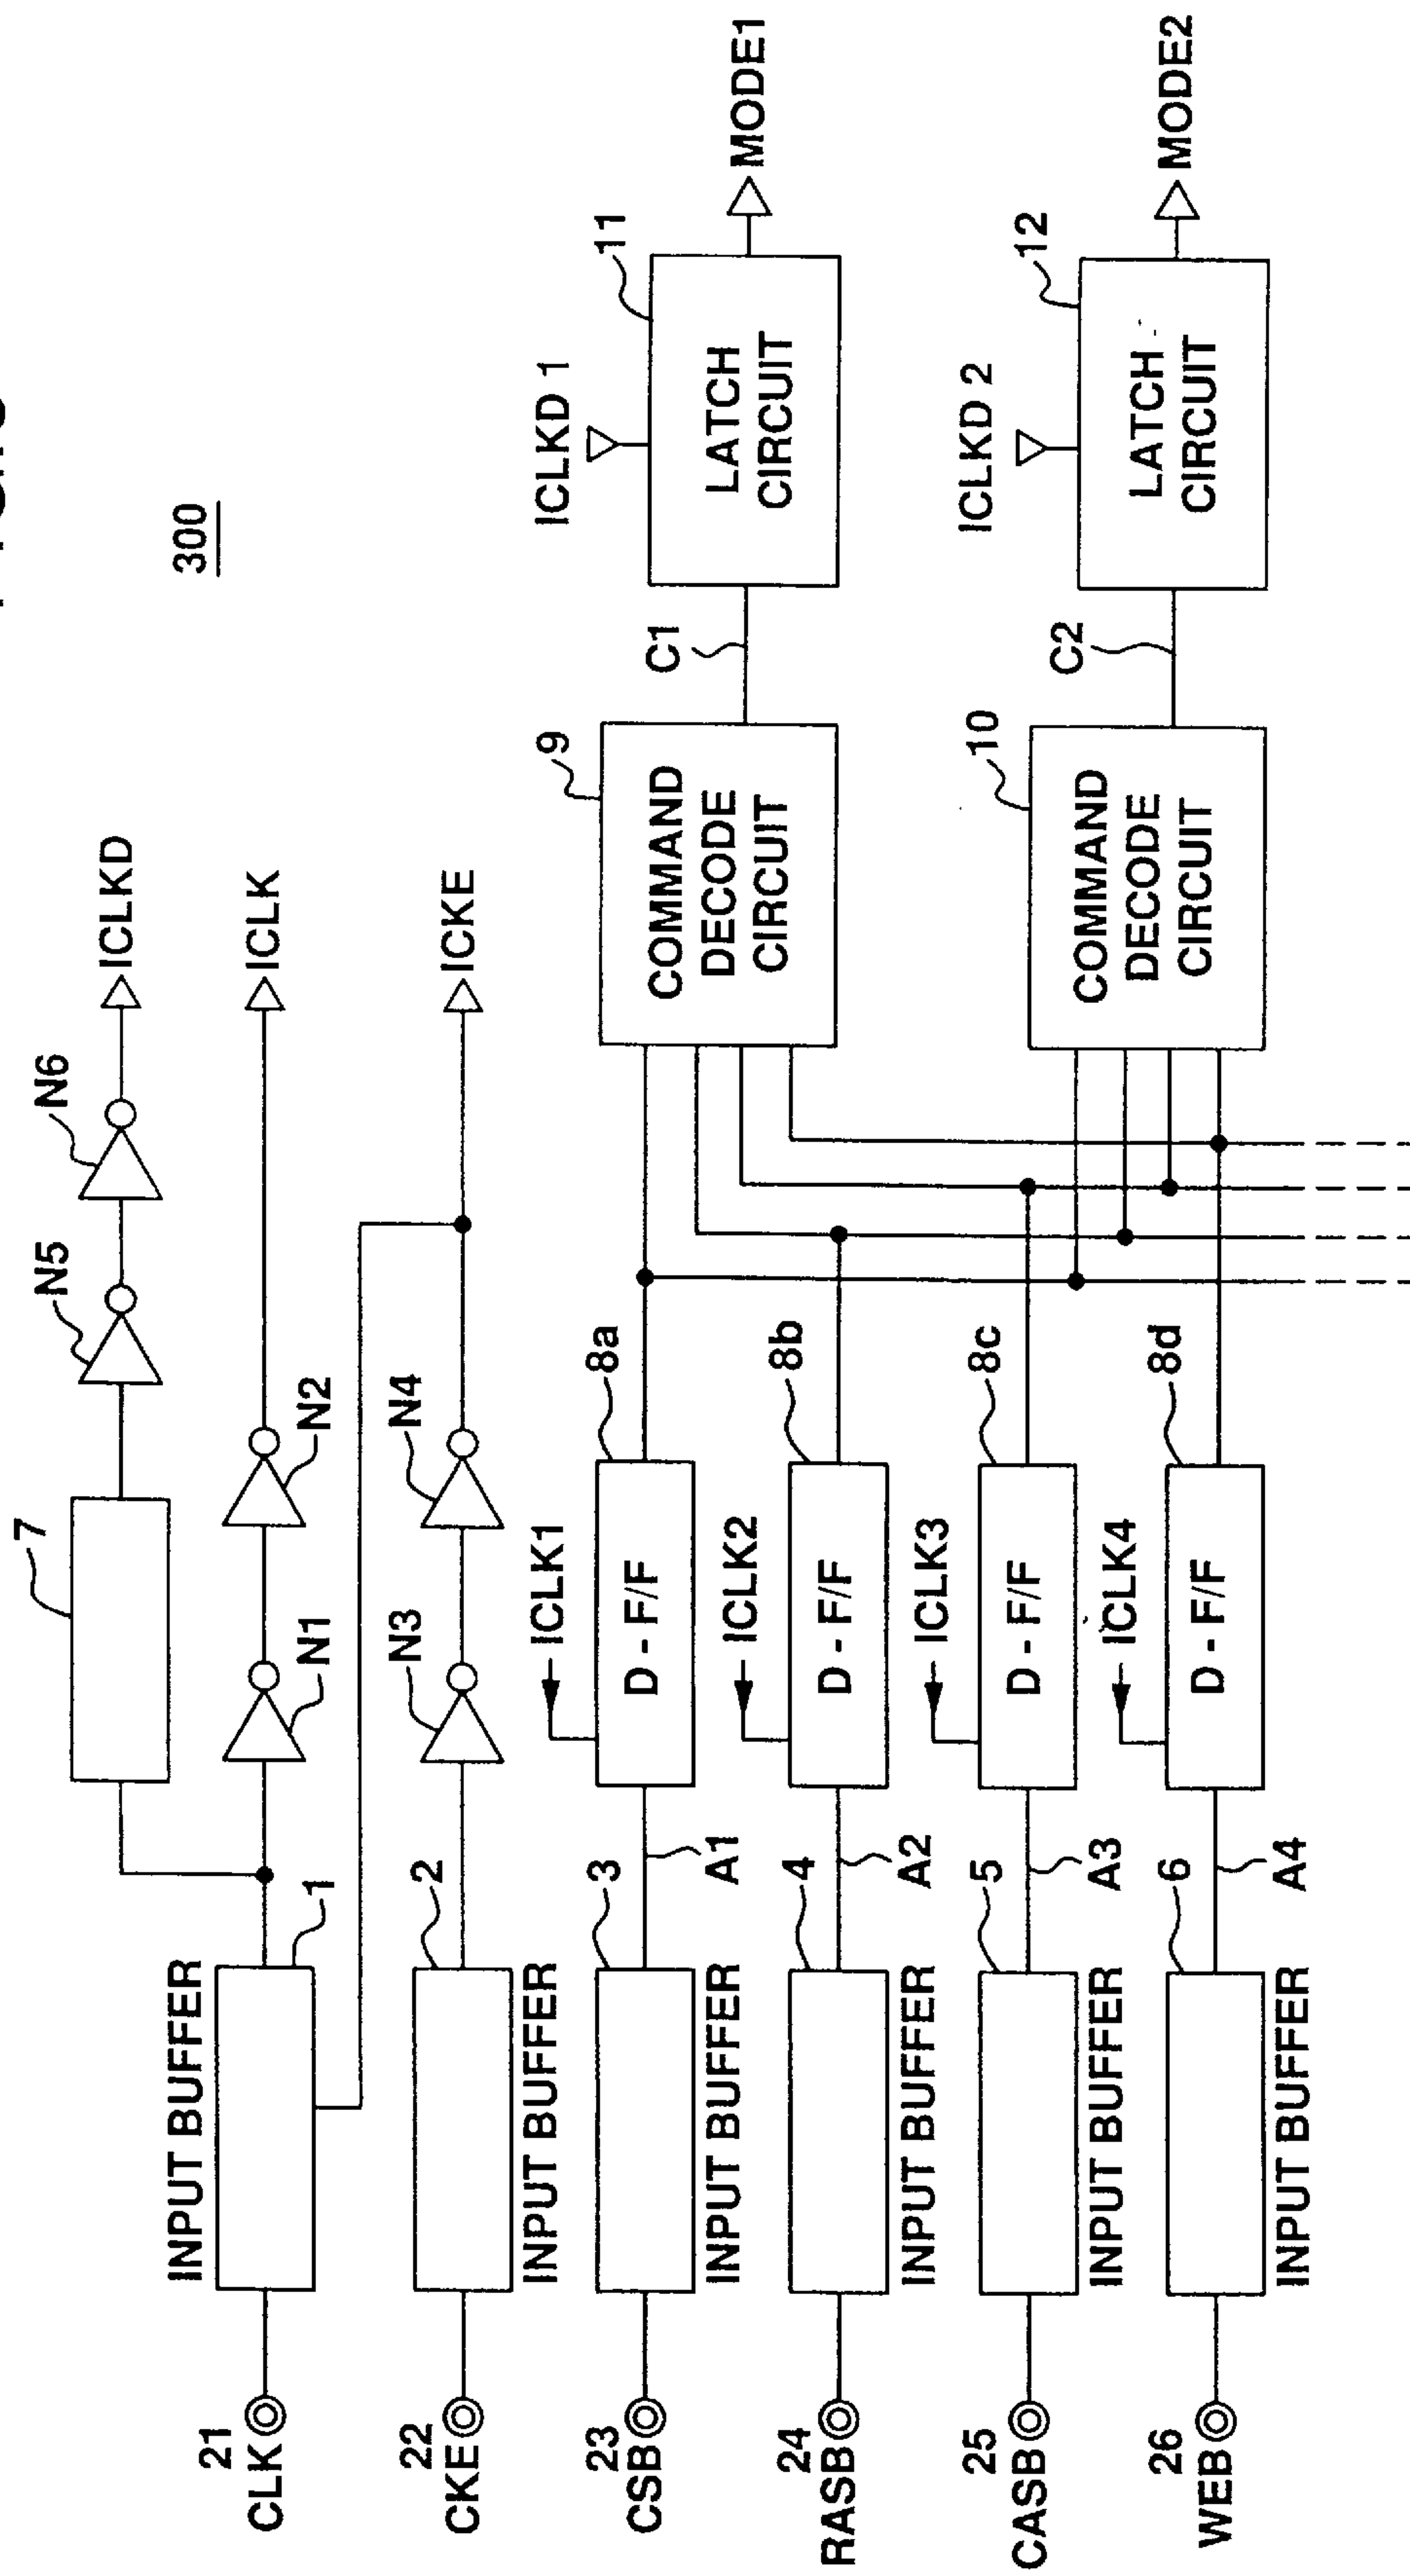 300
7
N5
N6
ICLKD
INPUT BUFFER
21
CLK
1
N1
N2
ICLK
22
CKE
2
INPUT BUFFER
N3
N4
ICKE
23
CSB
3
INPUT BUFFER
A1
ICLK1
D - F/F
8a
9
COMMAND
DECODE
CIRCUIT
C1
ICLKD 1
11
LATCH
CIRCUIT
MODE1
24
RASB
4
INPUT BUFFER
A2
ICLK2
D - F/F
8b
25
CASB
5
INPUT BUFFER
A3
ICLK3
D - F/F
8c
10
COMMAND
DECODE
CIRCUIT
C2
ICLKD 2
12
LATCH
CIRCUIT
MODE2
26
WEB
6
INPUT BUFFER
A4
ICLK4
D - F/F
8d